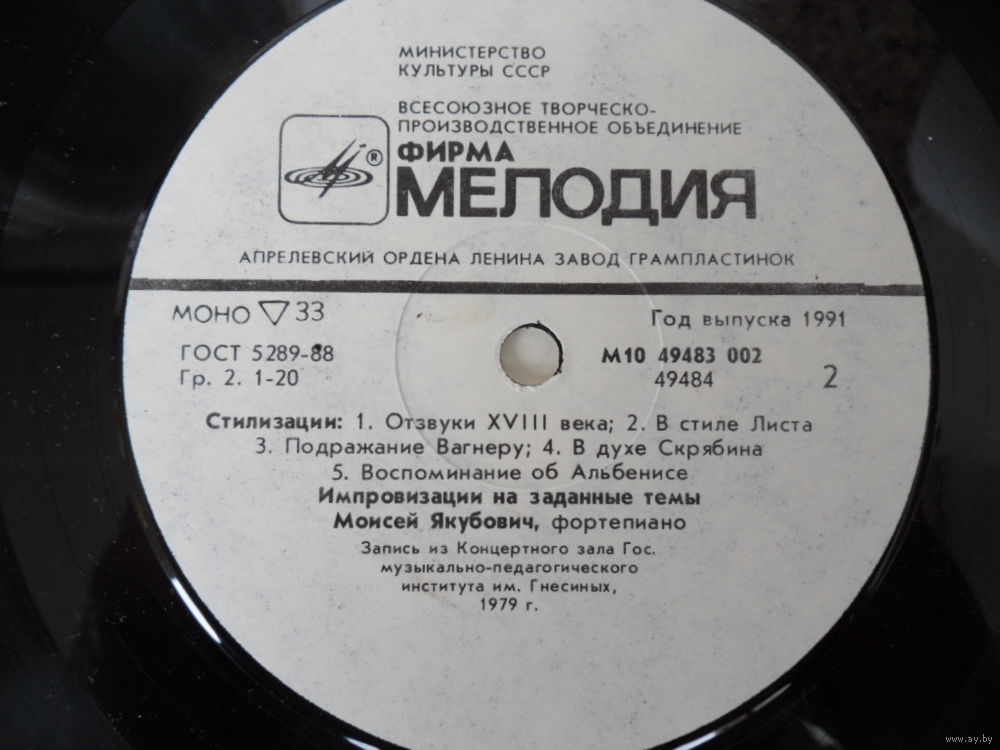 МИНИСТЕРСТВО
КУЛЬТУРЫ СССР
ВСЕСОЮЗНОЕ ТВОРЧЕСКО-
ПРОИЗВОДСТВЕННОЕ ОБЪЕДИНЕНИЕ
ФИРМА
®
МЕЛОДИЯ
АПРЕЛЕВСКИЙ ОРДЕНА ЛЕНИНА ЗАВОД ГРАМПЛАСТИНОК
МОНО ▽ 33
Год выпуска 1991
ГОСТ 5289-88
М10 49483 002
Гр. 2. 1-20
49484
2
Стилизации: 1. Отзвуки XVIII века; 2. В стиле Листа
3. Подражание Вагнеру; 4. В духе Скрябина
5. Воспоминание об Альбенисе
Импровизации на заданные темы
Моисей Якубович, фортепиано
Запись из Концертного зала Гос.
музыкально-педагогического
института им. Гнесиных,
1979 г.
www.ay.by